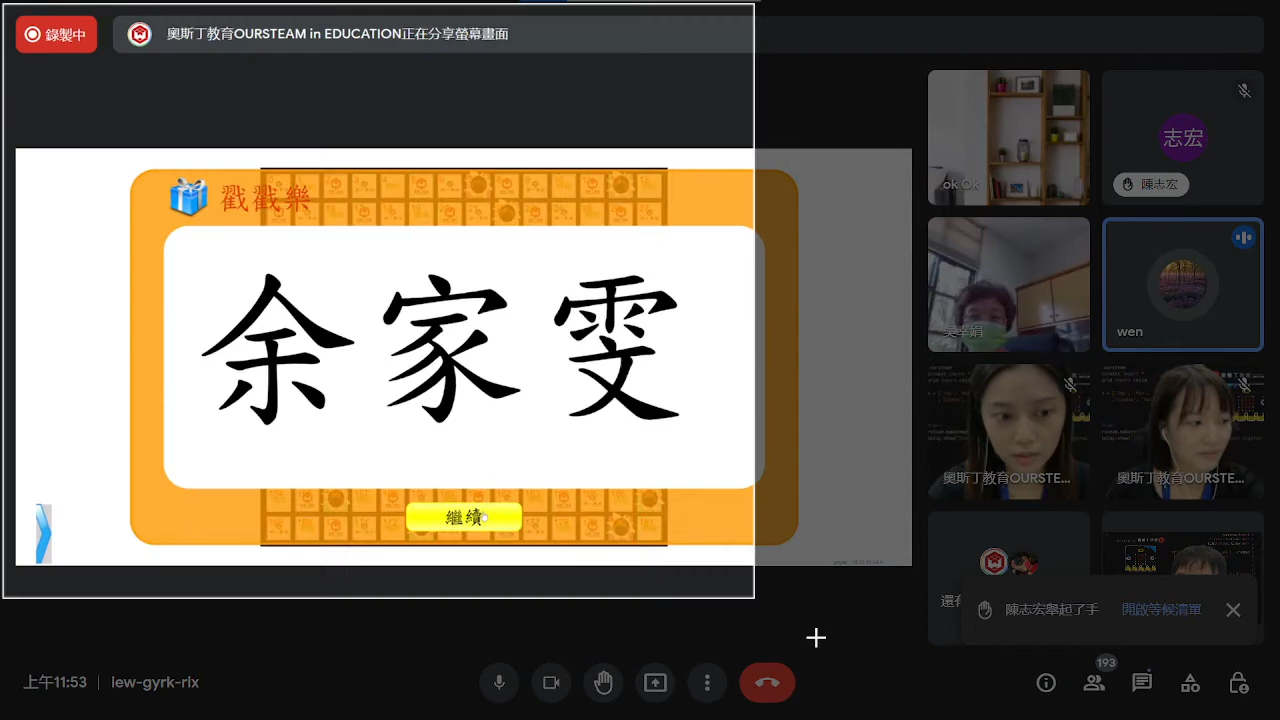 錄製中
奧斯丁教育OURSTEAM in EDUCATION正在分享螢幕畫面
戳戳樂
余家雯
繼續
ok Ok
志宏
陳志宏
wen
奧斯丁教育OURSTE...
奧斯丁教育OURSTE...
陳志宏舉起了手
開啟等候清單
上午11:53
lew-gyrk-rix
193